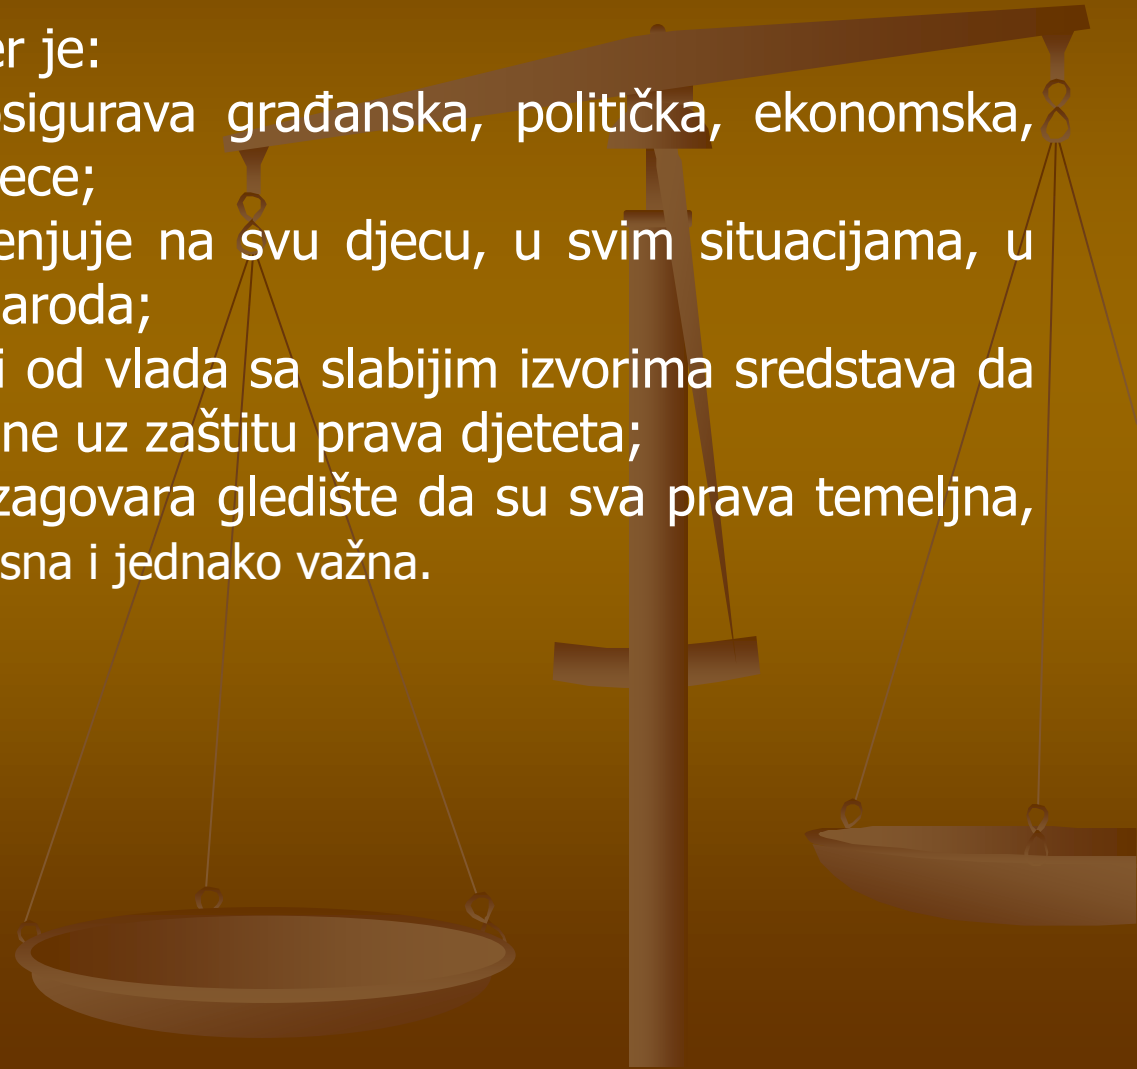 er je:
osigurava građanska, politička, ekonomska,
jece;
enjuje na svu djecu, u svim situacijama, u
aroda;
i od vlada sa slabijim izvorima sredstava da
ne uz zaštitu prava djeteta;
zagovara gledište da su sva prava temeljna,
sna i jednako važna.